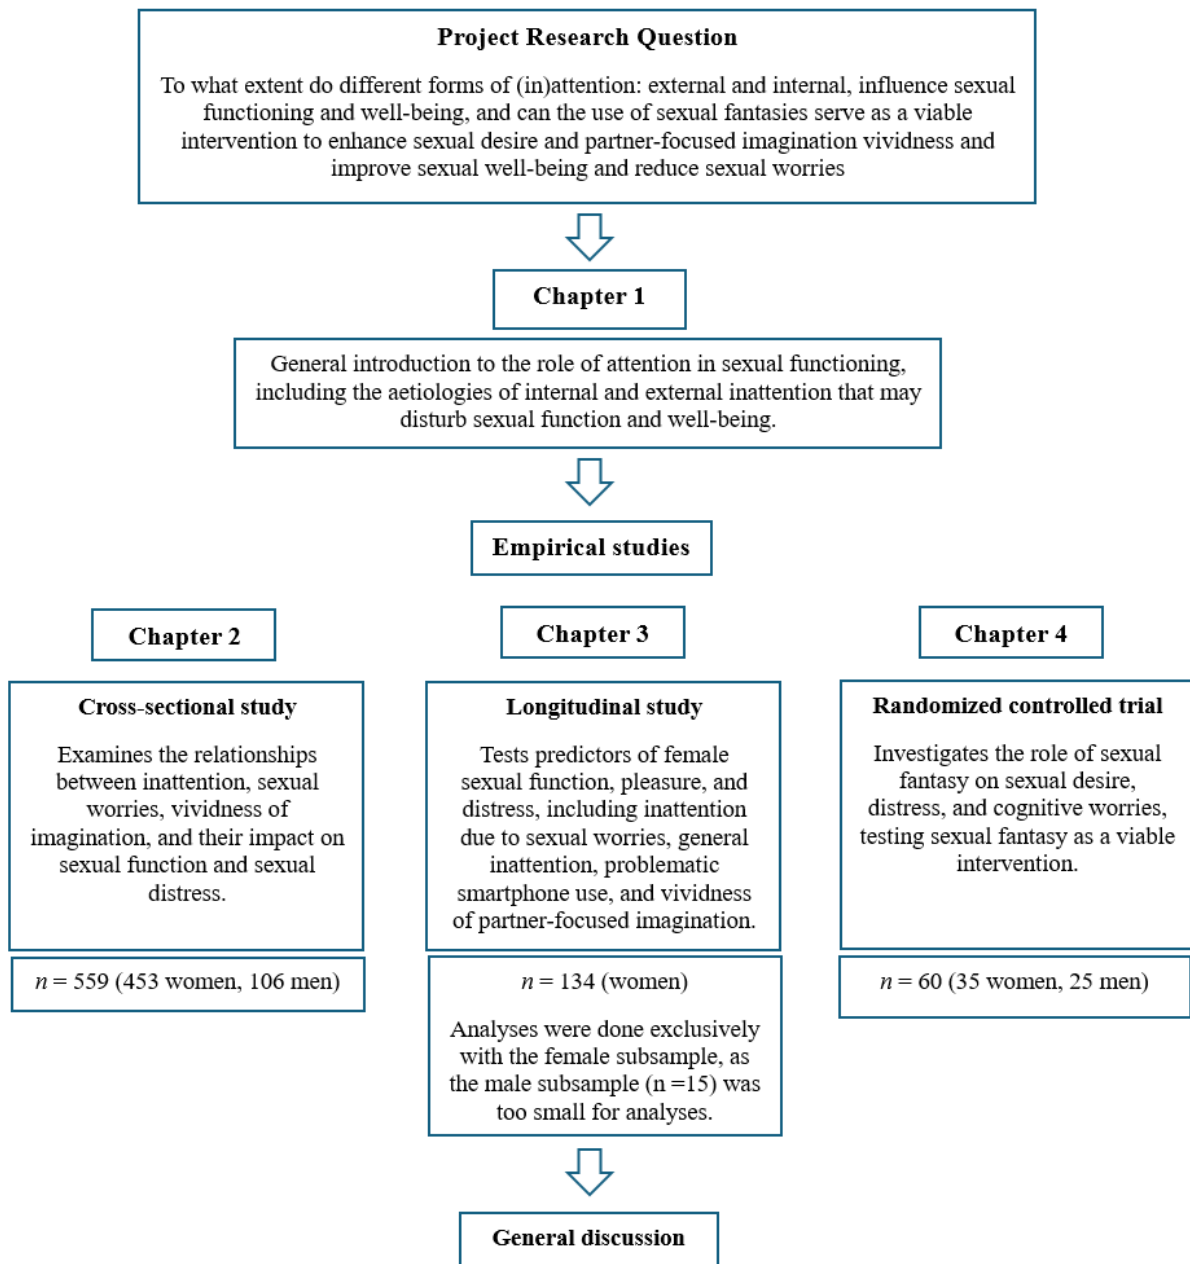 Project Research Question
To what extent do different forms of (in)attention: external and internal, influence sexual
functioning and well-being, and can the use of sexual fantasies serve as a viable
intervention to enhance sexual desire and partner-focused imagination vividness and
improve sexual well-being and reduce sexual worries
Chapter 1
General introduction to the role of attention in sexual functioning,
including the aetiologies of internal and external inattention that may
disturb sexual function and well-being.
Empirical studies
Chapter 2
Cross-sectional study
Examines the relationships
between inattention, sexual
worries, vividness of
imagination, and their impact on
sexual function and sexual
distress.
n = 559 (453 women, 106 men)
Chapter 3
Longitudinal study
Tests predictors of female
sexual function, pleasure, and
distress, including inattention
due to sexual worries, general
inattention, problematic
smartphone use, and vividness
of partner-focused imagination.
n = 134 (women)
Analyses were done exclusively
with the female subsample, as
the male subsample (n =15) was
too small for analyses.
Chapter 4
Randomized controlled trial
Investigates the role of sexual
fantasy on sexual desire,
distress, and cognitive worries,
testing sexual fantasy as a viable
intervention.
n = 60 (35 women, 25 men)
General discussion